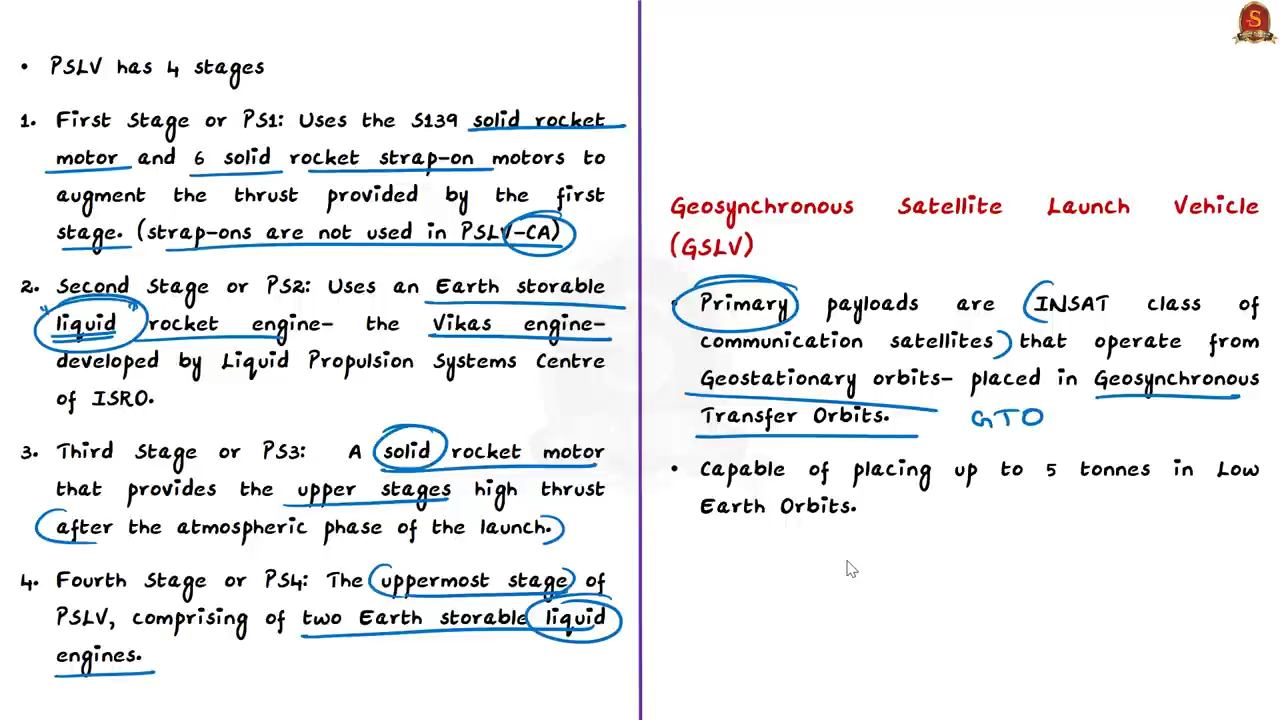 • PSLV has 4 stages
1. First Stage or PS1: Uses the S139 solid rocket
motor and 6 solid rocket strap-on motors to
augment the thrust provided by the first
stage. (strap-ons are not used in PSLV-CA)
2. Second Stage or PS2: Uses an Earth storable
"liquid" rocket engine- the Vikas engine-
developed by Liquid Propulsion Systems Centre
of ISRO.
3. Third Stage or PS3: A solid rocket motor
that provides the upper stages high thrust
after the atmospheric phase of the launch.
4. Fourth Stage or PS4: The uppermost stage of
PSLV, comprising of two Earth storable liquid
engines.
S
Geosynchronous Satellite Launch Vehicle
(GSLV)
• Primary payloads are INSAT class of
communication satellites that operate from
Geostationary orbits- placed in Geosynchronous
Transfer Orbits. GTO
• Capable of placing up to 5 tonnes in Low
Earth Orbits.